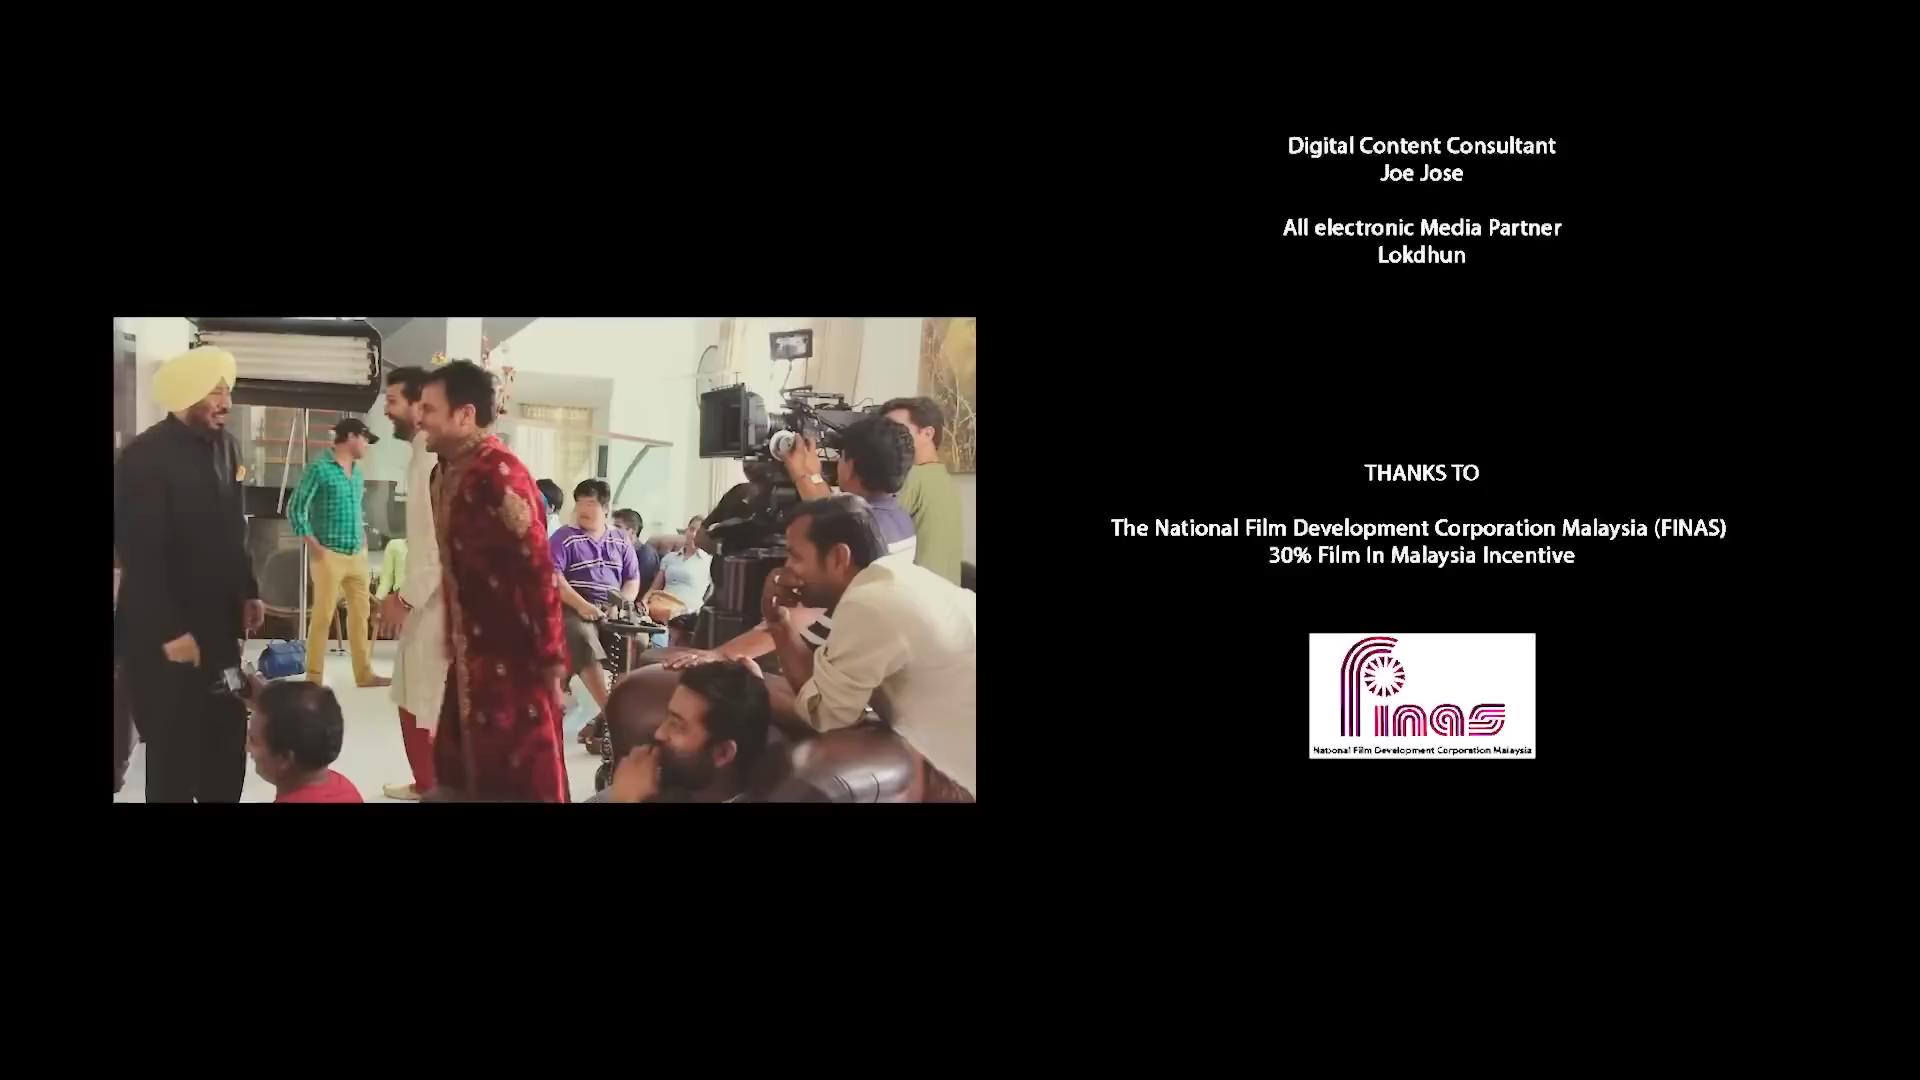 Digital Content Consultant
Joe Jose
All electronic Media Partner
Lokdhun
THANKS TO
The National Film Development Corporation Malaysia (FINAS)
30% Film In Malaysia Incentive
Finas
National Film Development Corporation Malaysia